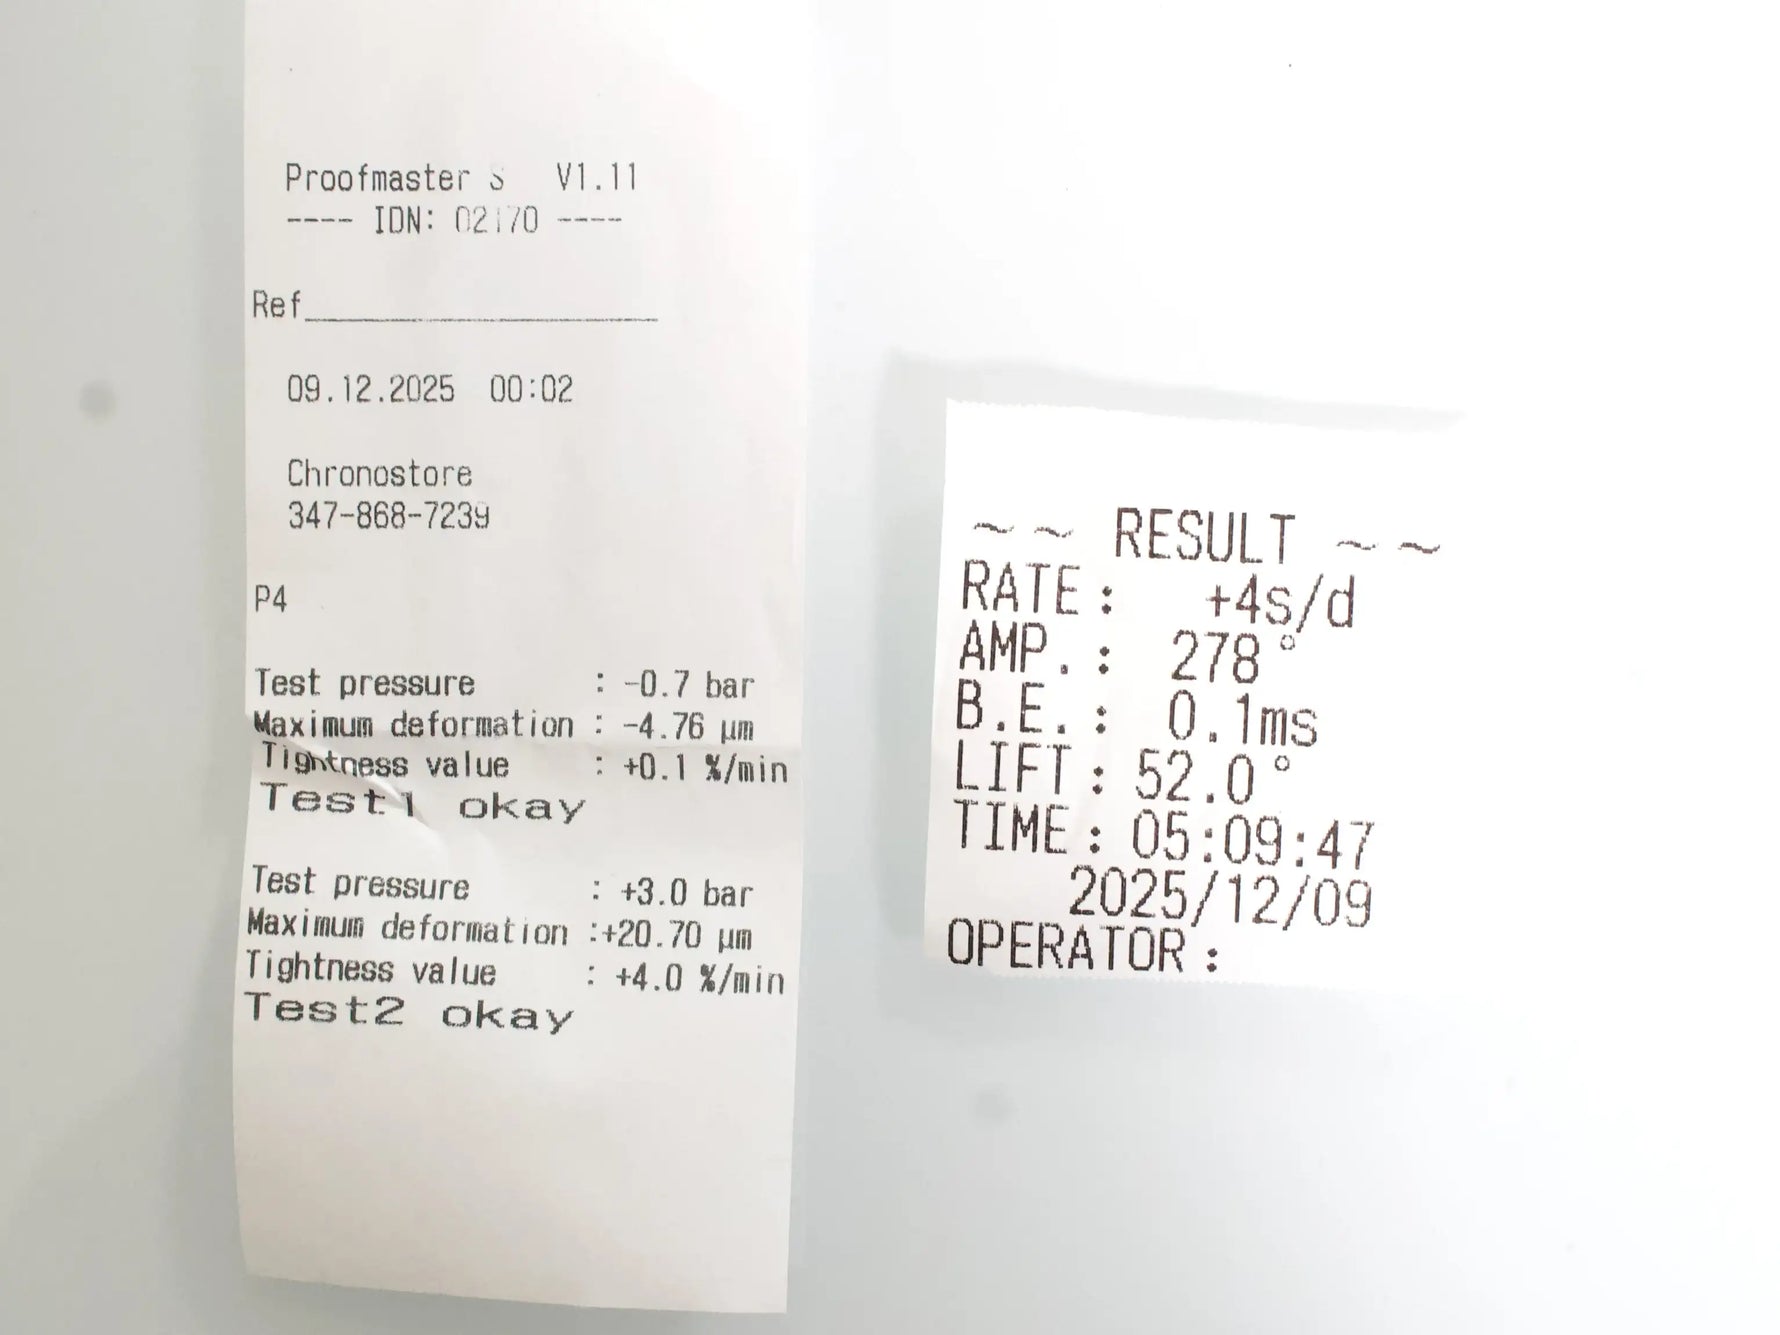 Proofmaster S V1.11
---- IDN: 02170 ----
Ref____________________
09.12.2025 00:02
Chronostore
347-868-7239
P4
Test pressure : -0.7 bar
Maximum deformation : -4.76 µm
Tightness value : +0.1 %/min
Test1 okay
Test pressure : +3.0 bar
Maximum deformation :+20.70 µm
Tightness value : +4.0 %/min
Test2 okay
~ ~ RESULT ~ ~
RATE: +4s/d
AMP.: 278°
B.E.: 0.1ms
LIFT: 52.0°
TIME: 05:09:47
2025/12/09
OPERATOR: